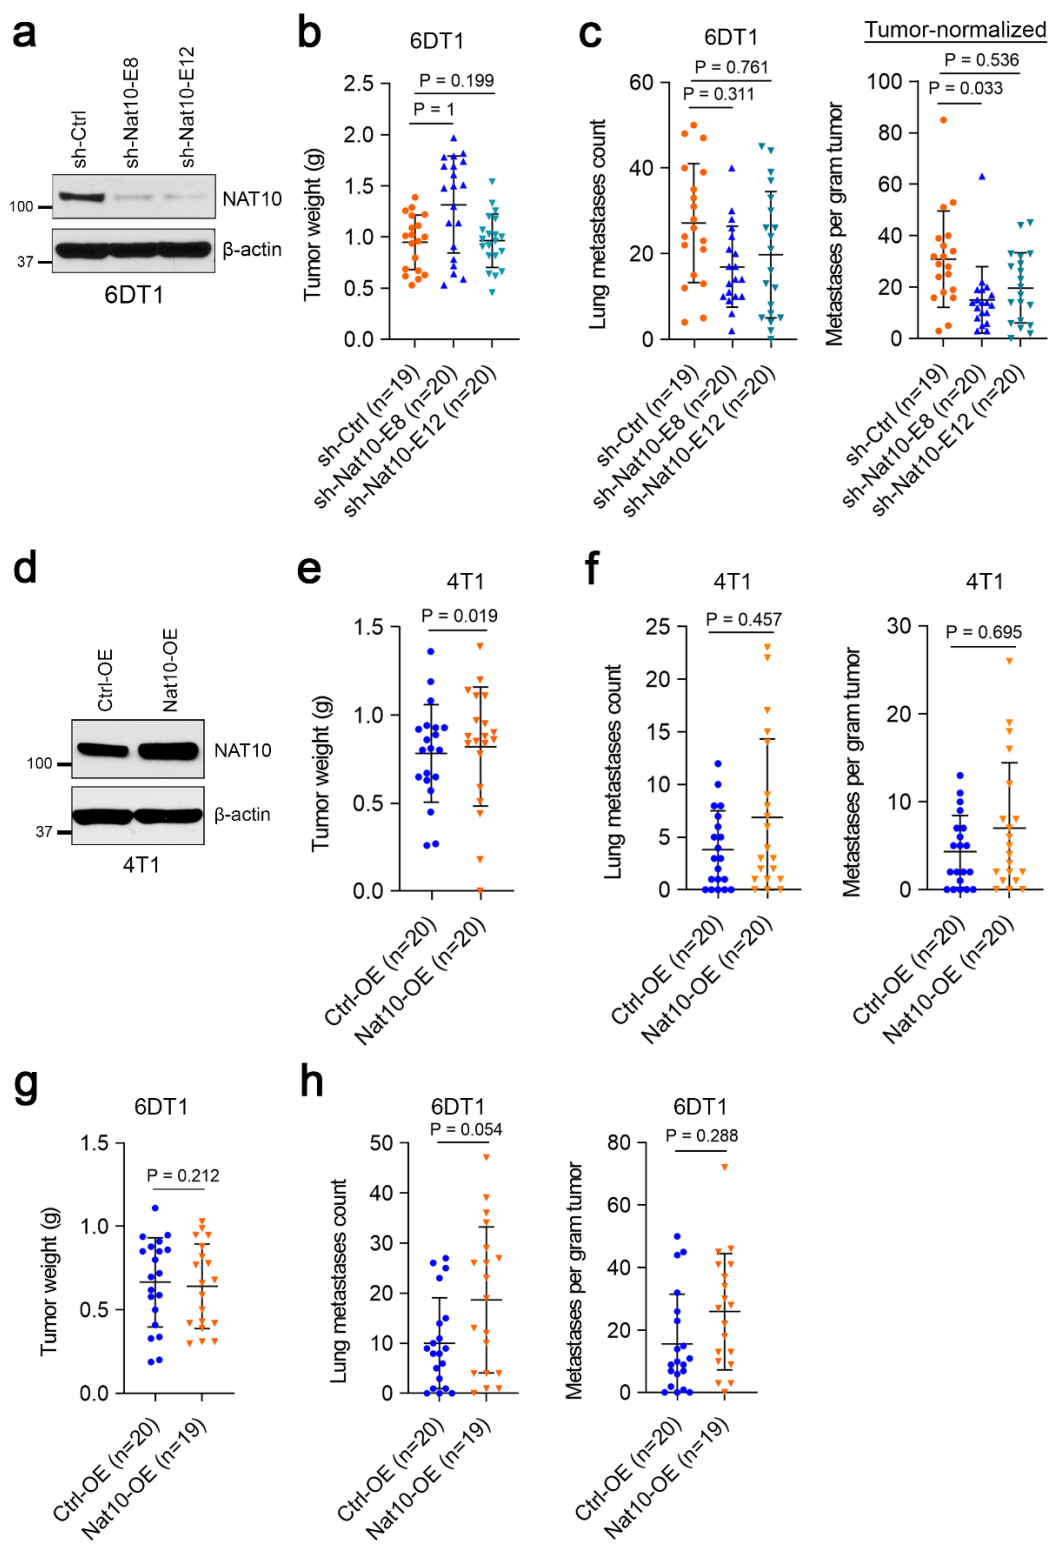 a
sh-Ctrl
sh-Nat10-E8
sh-Nat10-E12
100
NAT10
37
β-actin
6DT1
b
6DT1
P = 0.199
P = 1
Tumor weight (g)
2.5
2.0
1.5
1.0
0.5
0.0
sh-Ctrl (n=19)
sh-Nat10-E8 (n=20)
sh-Nat10-E12 (n=20)
c
6DT1
P = 0.761
P = 0.311
Lung metastases count
60
40
20
0
sh-Ctrl (n=19)
sh-Nat10-E8 (n=20)
sh-Nat10-E12 (n=20)
Tumor-normalized
P = 0.536
P = 0.033
Metastases per gram tumor
100
80
60
40
20
0
sh-Ctrl (n=19)
sh-Nat10-E8 (n=20)
sh-Nat10-E12 (n=20)
d
Ctrl-OE
Nat10-OE
100
NAT10
37
β-actin
4T1
e
4T1
P = 0.019
Tumor weight (g)
1.5
1.0
0.5
0.0
Ctrl-OE (n=20)
Nat10-OE (n=20)
f
4T1
P = 0.457
Lung metastases count
25
20
15
10
5
0
Ctrl-OE (n=20)
Nat10-OE (n=20)
4T1
P = 0.695
Metastases per gram tumor
30
20
10
0
Ctrl-OE (n=20)
Nat10-OE (n=20)
g
6DT1
P = 0.212
Tumor weight (g)
1.5
1.0
0.5
0.0
Ctrl-OE (n=20)
Nat10-OE (n=19)
h
6DT1
P = 0.054
Lung metastases count
50
40
30
20
10
0
Ctrl-OE (n=20)
Nat10-OE (n=19)
6DT1
P = 0.288
Metastases per gram tumor
80
60
40
20
0
Ctrl-OE (n=20)
Nat10-OE (n=19)